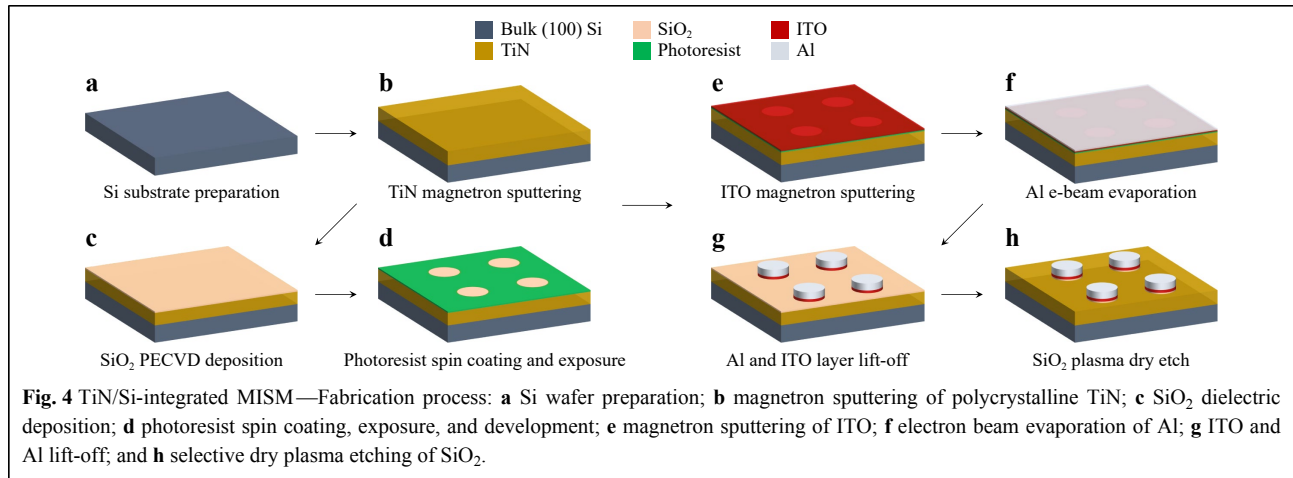 Bulk (100) Si SiO₂ ITO
TiN Photoresist Al
a b e f
Si substrate preparation TiN magnetron sputtering ITO magnetron sputtering Al e-beam evaporation
c d g h
SiO₂ PECVD deposition Photoresist spin coating and exposure Al and ITO layer lift-off SiO₂ plasma dry etch
Fig. 4 TiN/Si-integrated MISM—Fabrication process: a Si wafer preparation; b magnetron sputtering of polycrystalline TiN; c SiO₂ dielectric
deposition; d photoresist spin coating, exposure, and development; e magnetron sputtering of ITO; f electron beam evaporation of Al; g ITO and
Al lift-off; and h selective dry plasma etching of SiO₂.